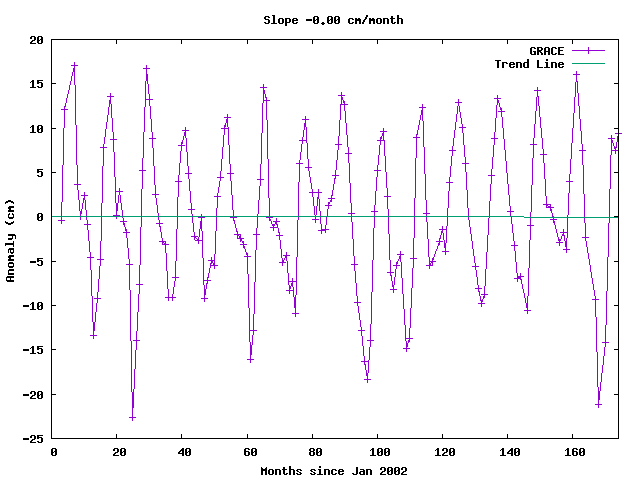 Slope -0.00 cm/month
GRACE
Trend Line
20
15
10
5
0
-5
-10
-15
-20
-25
Anomaly (cm)
0 20 40 60 80 100 120 140 160
Months since Jan 2002